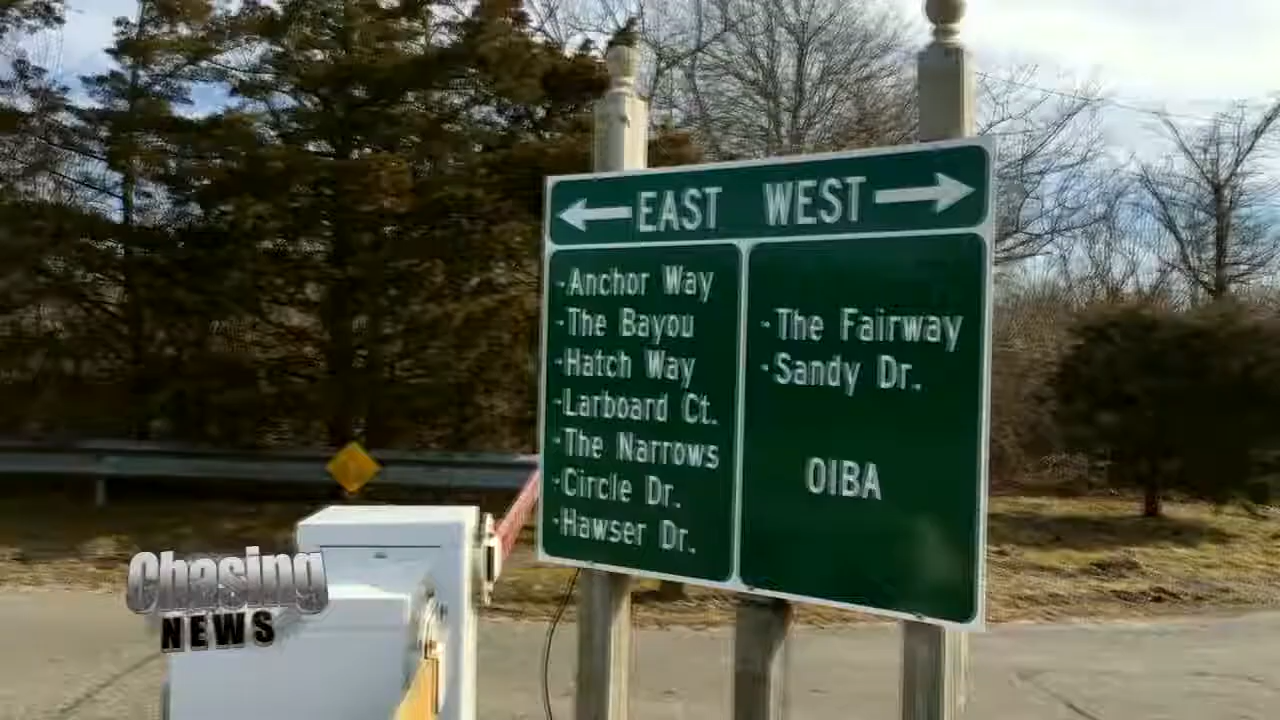 EAST WEST
-Anchor Way
-The Bayou
-Hatch Way
-Larboard Ct.
-The Narrows
-Circle Dr.
-Hawser Dr.
-The Fairway
-Sandy Dr.
OIBA
Chasing
NEWS